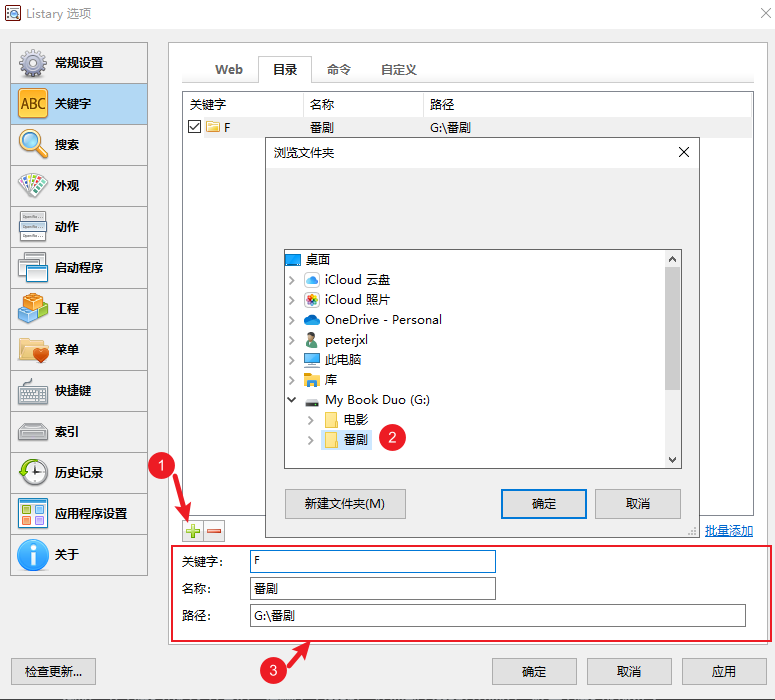 Listary 选项
常规设置
ABC 关键字
搜索
外观
动作
启动程序
工程
菜单
快捷键
索引
历史记录
应用程序设置
关于
Web 目录 命令 自定义
关键字 名称 路径
F 番剧 G:\番剧
浏览文件夹
桌面
iCloud 云盘
iCloud 照片
OneDrive - Personal
peterjxl
此电脑
库
My Book Duo (G:)
电影
番剧 2
新建文件夹(M) 确定 取消
1
批量添加
关键字: F
名称: 番剧
路径: G:\番剧
3
检查更新... 确定 取消 应用